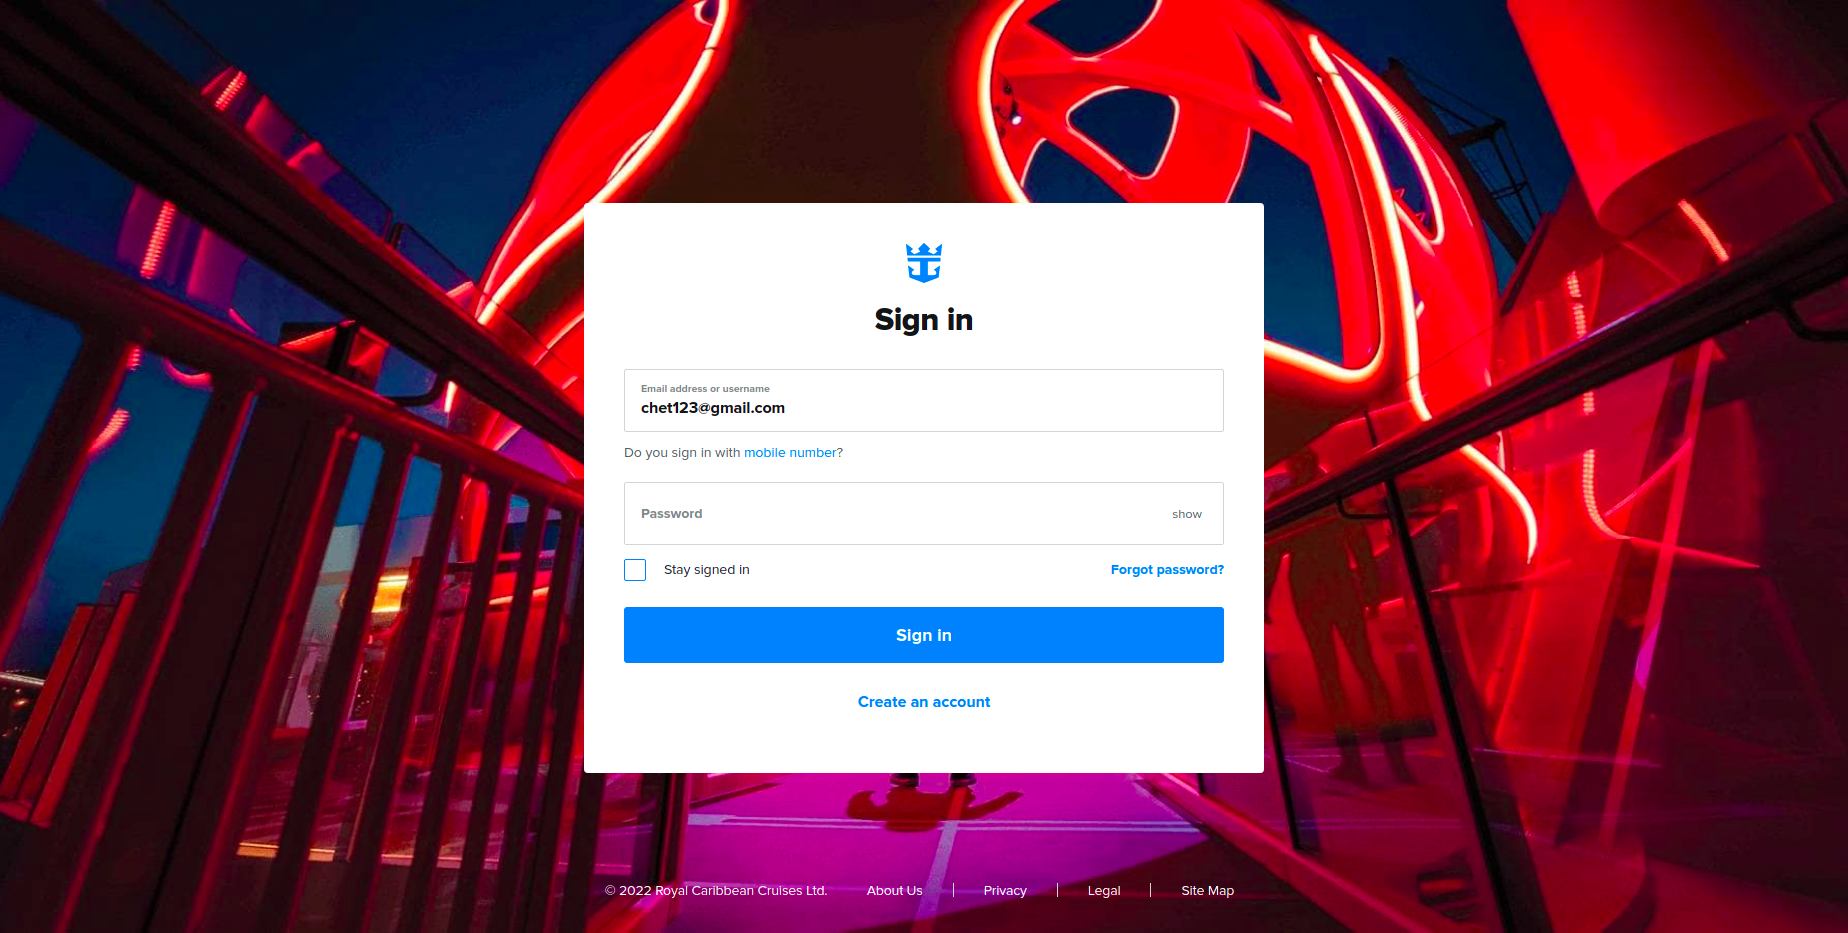 Sign in
Email address or username
chet123@gmail.com
Do you sign in with mobile number?
Password show
Stay signed in Forgot password?
Sign in
Create an account
© 2022 Royal Caribbean Cruises Ltd. About Us | Privacy | Legal | Site Map